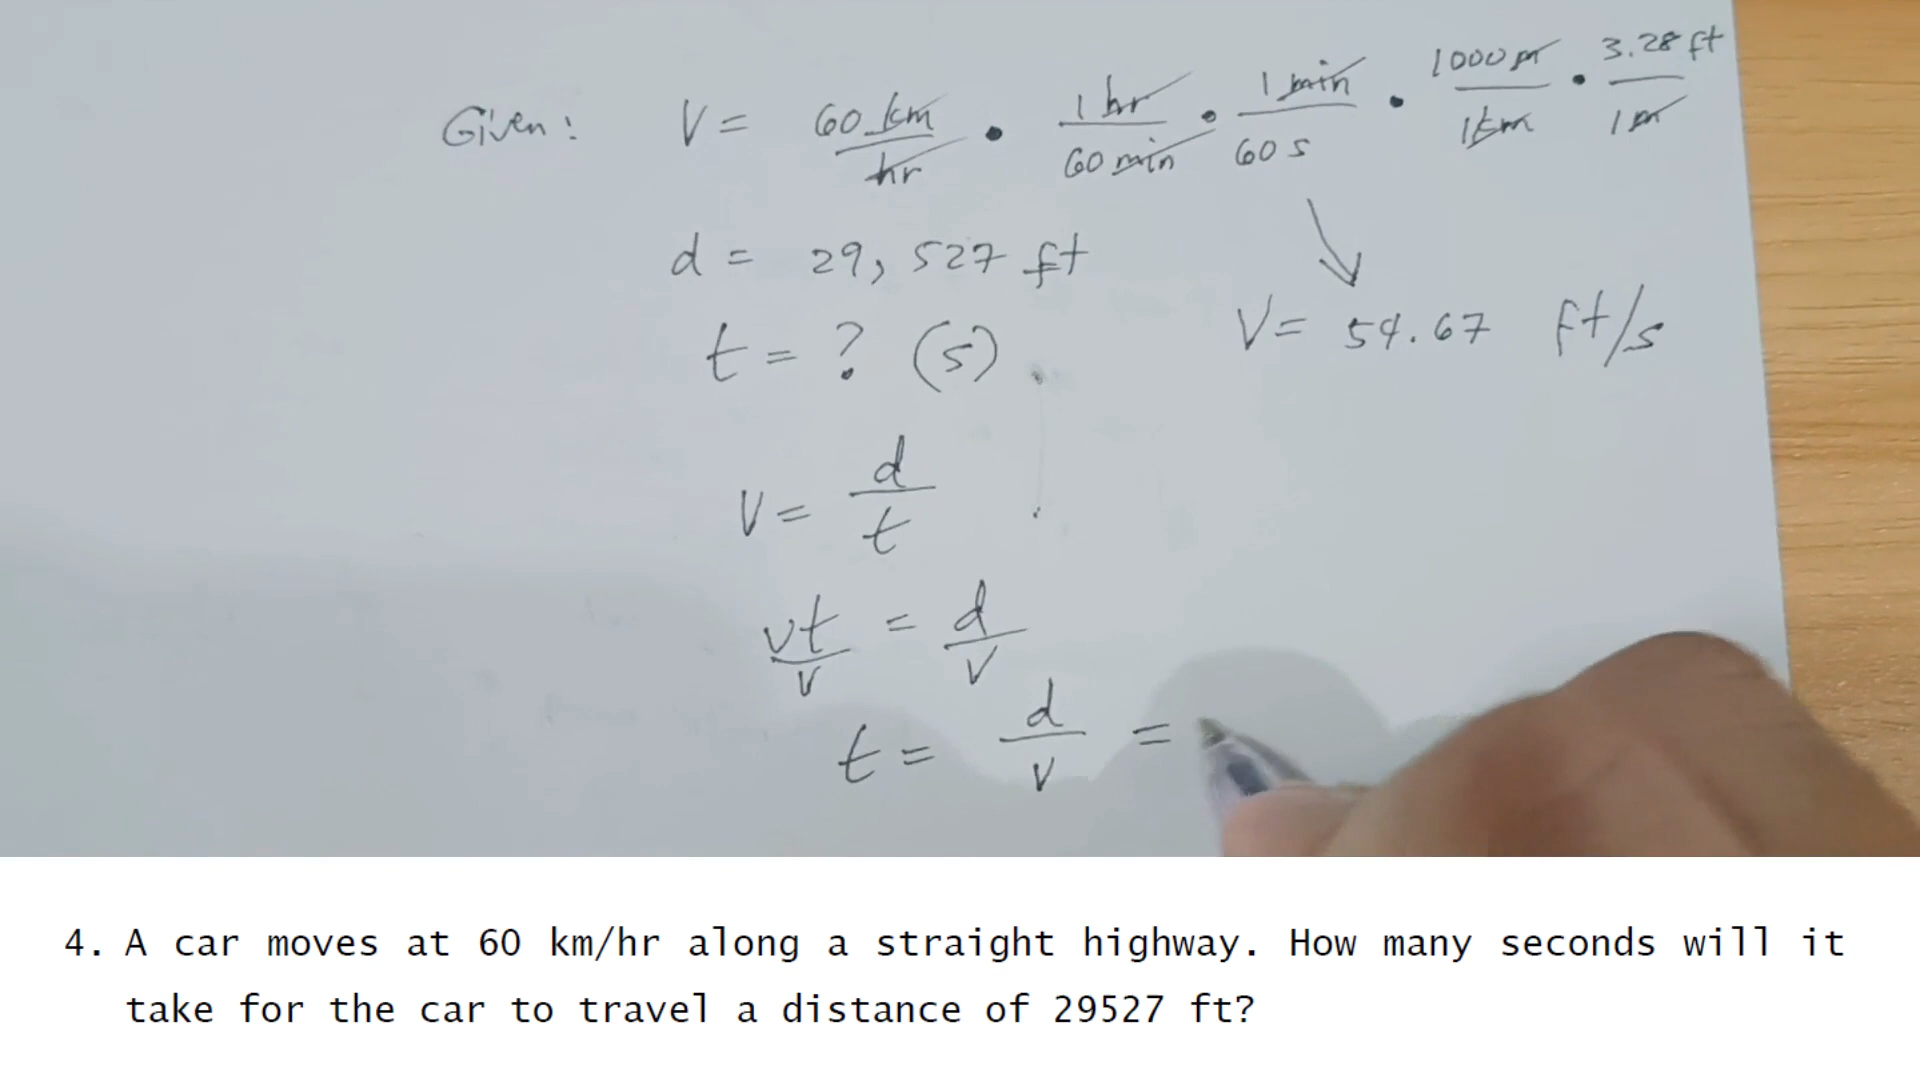 Given: V = 60 km/hr • 1 hr/60 min • 1 min/60 s • 1000 m/1 km • 3.28 ft/1 m
d = 29,527 ft
t = ? (s)
V = 54.67 ft/s
V = d/t
vt/v = d/v
t = d/v =
4. A car moves at 60 km/hr along a straight highway. How many seconds will it
take for the car to travel a distance of 29527 ft?